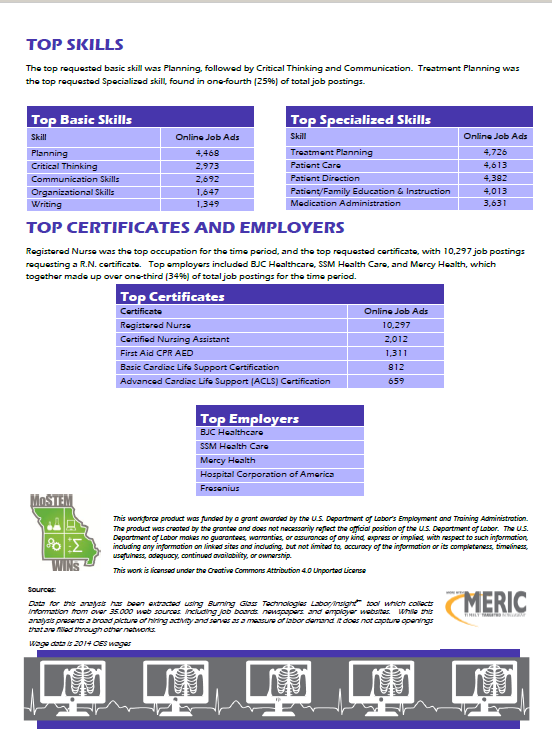 TOP SKILLS
The top requested basic skill was Planning, followed by Critical Thinking and Communication. Treatment Planning was
the top requested Specialized skill, found in one-fourth (25%) of total job postings.
Top Basic Skills
Skill Online Job Ads
Planning 4,468
Critical Thinking 2,973
Communication Skills 2,692
Organizational Skills 1,647
Writing 1,349
Top Specialized Skills
Skill Online Job Ads
Treatment Planning 4,726
Patient Care 4,613
Patient Direction 4,382
Patient/Family Education & Instruction 4,013
Medication Administration 3,631
TOP CERTIFICATES AND EMPLOYERS
Registered Nurse was the top occupation for the time period, and the top requested certificate, with 10,297 job postings
requesting a R.N. certificate. Top employers included BJC Healthcare, SSM Health Care, and Mercy Health, which
together made up over one-third (34%) of total job postings for the time period.
Top Certificates
Certificate Online Job Ads
Registered Nurse 10,297
Certified Nursing Assistant 2,012
First Aid CPR AED 1,311
Basic Cardiac Life Support Certification 812
Advanced Cardiac Life Support (ACLS) Certification 659
Top Employers
BJC Healthcare
SSM Health Care
Mercy Health
Hospital Corporation of America
Fresenius
MoSTEM
WINs
This workforce product was funded by a grant awarded by the U.S. Department of Labor's Employment and Training Administration.
The product was created by the grantee and does not necessarily reflect the official position of the U.S. Department of Labor. The U.S.
Department of Labor makes no guarantees, warranties, or assurances of any kind, express or implied, with respect to such information,
including any information on linked sites and including, but not limited to, accuracy of the information or its completeness, timeliness,
usefulness, adequacy, continued availability, or ownership.
This work is licensed under the Creative Commons Attribution 4.0 Unported License
Sources:
Data for this analysis has been extracted using Burning Glass Technologies Labor/Insight™ tool which collects
information from over 35,000 web sources, including job boards, newspapers, and employer websites. While this
analysis presents a broad picture of hiring activity and serves as a measure of labor demand, it does not capture openings
that are filled through other networks.
Wage data is 2014 OES wages
MERIC